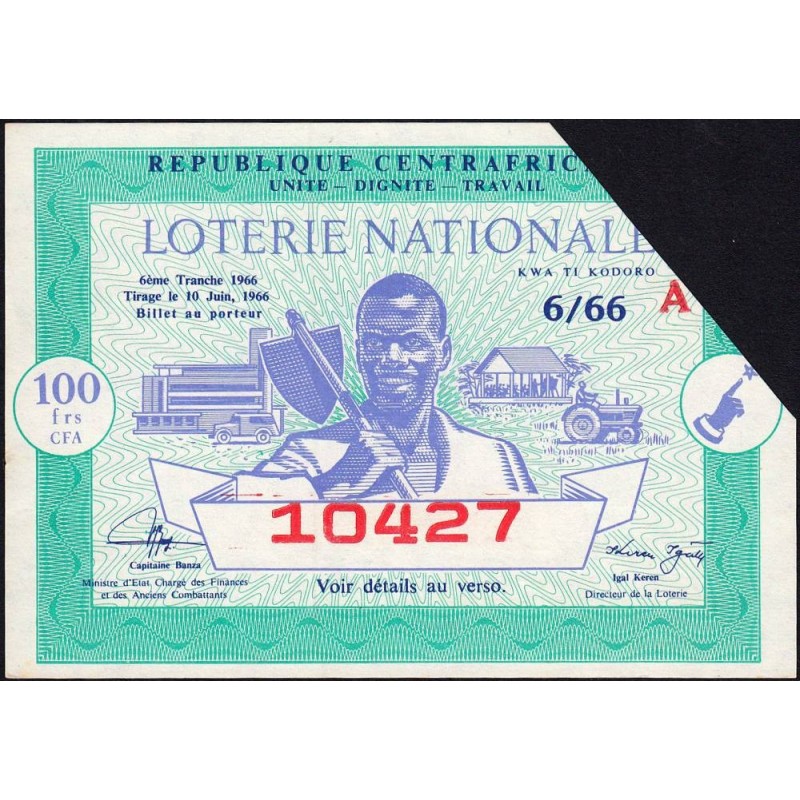 REPUBLIQUE CENTRAFRICA
UNITE — DIGNITE — TRAVAIL
LOTERIE NATIONALE
KWA TI KODORO
6ème Tranche 1966
Tirage le 10 Juin, 1966
Billet au porteur
6/66 A
100
frs
CFA
10427
Capitaine Banza
Ministre d'Etat Chargé des Finances
et des Anciens Combattants
Voir détails au verso.
Igal Keren
Directeur de la Loterie